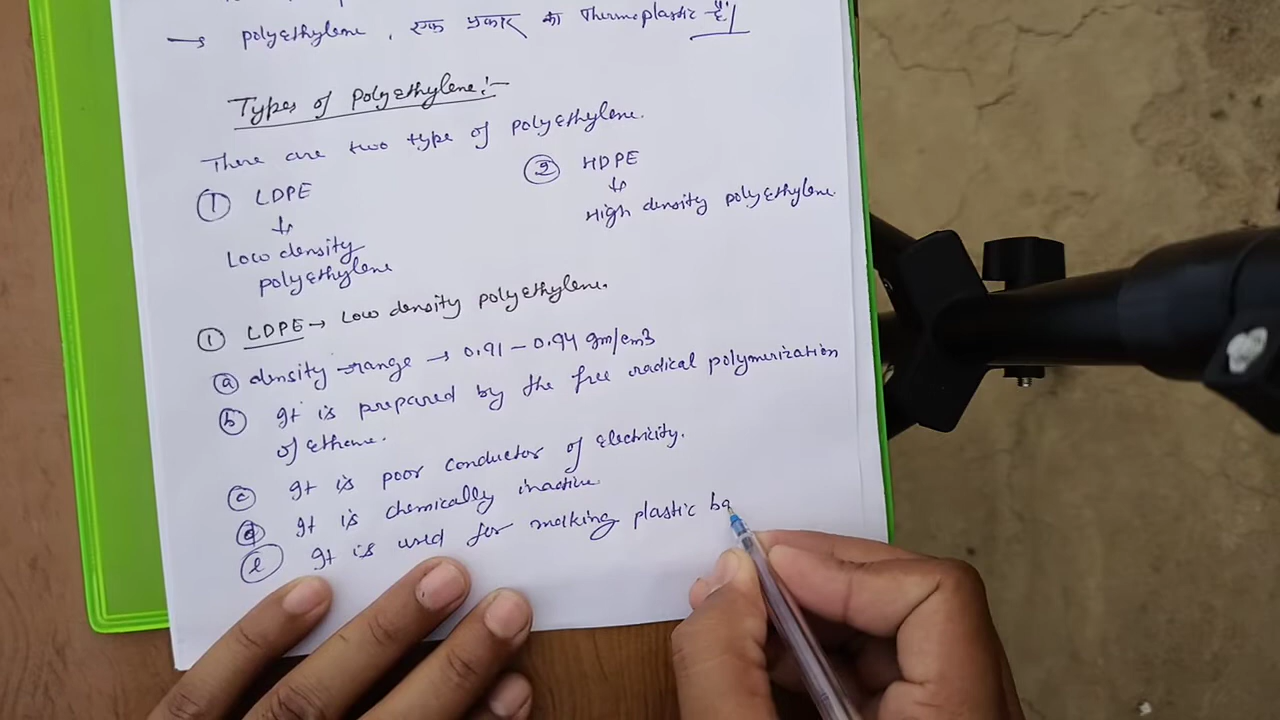 → polyethylene, एक प्रकार का Thermoplastic है।
Types of polyethylene:-
There are two type of polyethylene.
① LDPE
↓
Low density
polyethylene
② HDPE
↓
High density polyethylene.
① LDPE → Low density polyethylene.
ⓐ density range → 0.91 – 0.94 gm/cm3
ⓑ It is prepared by the free radical polymerization
of ethene.
ⓒ It is poor conductor of electricity.
ⓓ It is chemically inactive.
ⓔ It is used for making plastic ba